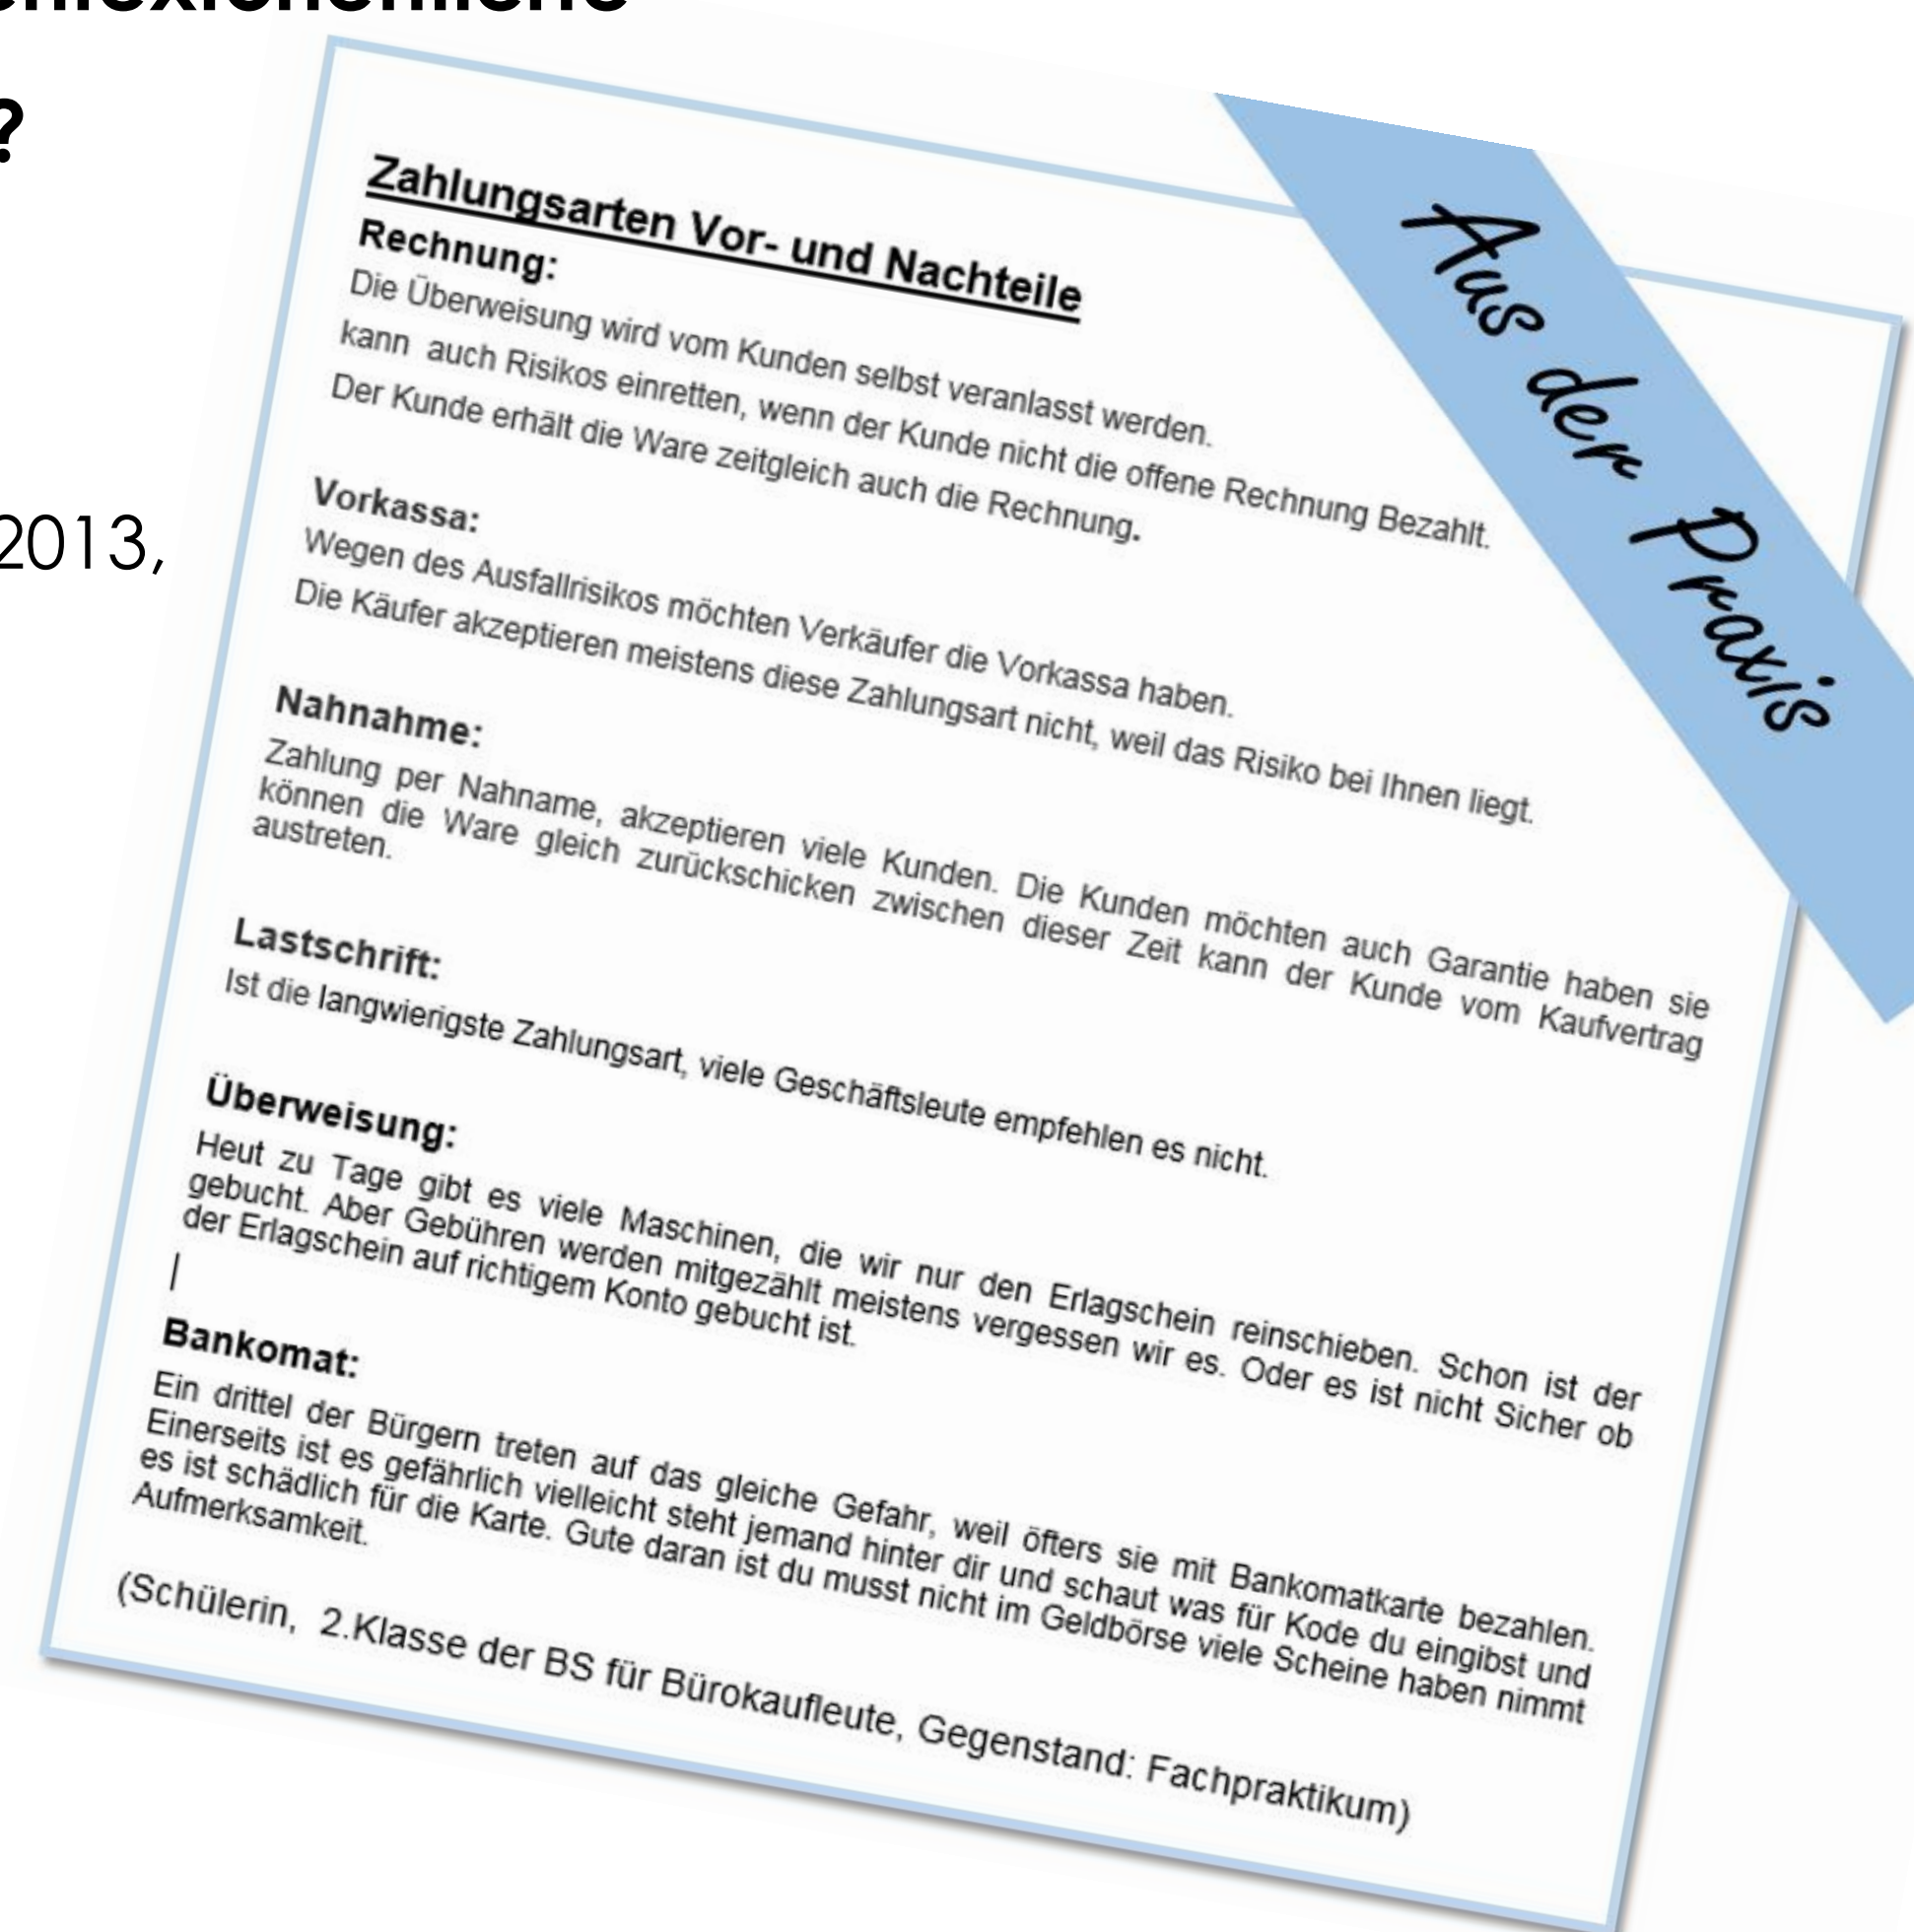 ?
2013,
Zahlungsarten Vor- und Nachteile
Rechnung:
Die Überweisung wird vom Kunden selbst veranlasst werden.
kann auch Risikos einretten, wenn der Kunde nicht die offene Rechnung Bezahlt.
Der Kunde erhält die Ware zeitgleich auch die Rechnung.
Vorkassa:
Wegen des Ausfallrisikos möchten Verkäufer die Vorkassa haben.
Die Käufer akzeptieren meistens diese Zahlungsart nicht, weil das Risiko bei Ihnen liegt.
Nahnahme:
Zahlung per Nahname, akzeptieren viele Kunden. Die Kunden möchten auch Garantie haben sie
können die Ware gleich zurückschicken zwischen dieser Zeit kann der Kunde vom Kaufvertrag
austreten.
Lastschrift:
Ist die langwierigste Zahlungsart, viele Geschäftsleute empfehlen es nicht.
Überweisung:
Heut zu Tage gibt es viele Maschinen, die wir nur den Erlagschein reinschieben. Schon ist der
gebucht. Aber Gebühren werden mitgezählt meistens vergessen wir es. Oder es ist nicht Sicher ob
der Erlagschein auf richtigem Konto gebucht ist.
Bankomat:
Ein drittel der Bürgern treten auf das gleiche Gefahr, weil öfters sie mit Bankomatkarte bezahlen.
Einerseits ist es gefährlich vielleicht steht jemand hinter dir und schaut was für Kode du eingibst und
es ist schädlich für die Karte. Gute daran ist du musst nicht im Geldbörse viele Scheine haben nimmt
Aufmerksamkeit.
(Schülerin, 2.Klasse der BS für Bürokaufleute, Gegenstand: Fachpraktikum)
Aus der Praxis